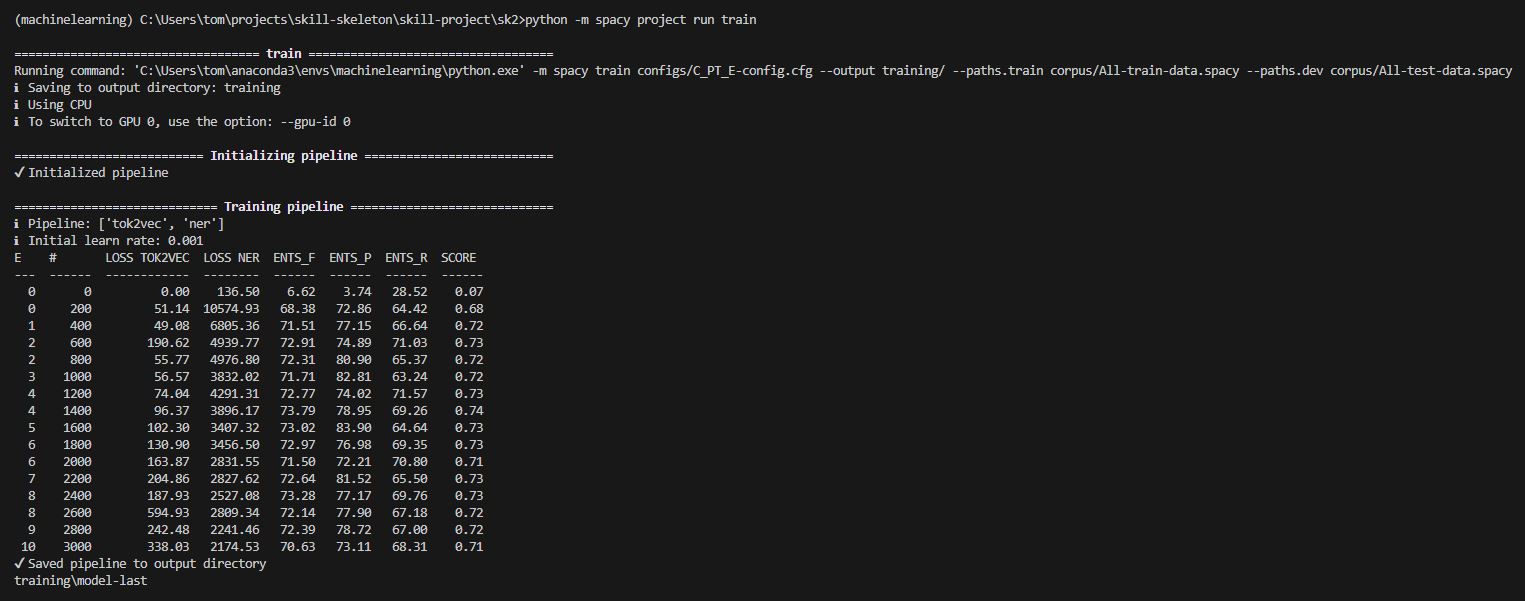 (machinelearning) C:\Users\tom\projects\skill-skeleton\skill-project\sk2>python -m spacy project run train
=================================== train ===================================
Running command: 'C:\Users\tom\anaconda3\envs\machinelearning\python.exe' -m spacy train configs/C_PT_E-config.cfg --output training/ --paths.train corpus/All-train-data.spacy --paths.dev corpus/All-test-data.spacy
ℹ Saving to output directory: training
ℹ Using CPU
ℹ To switch to GPU 0, use the option: --gpu-id 0
=========================== Initializing pipeline ===========================
✔ Initialized pipeline
============================= Training pipeline =============================
ℹ Pipeline: ['tok2vec', 'ner']
ℹ Initial learn rate: 0.001
E    #       LOSS TOK2VEC  LOSS NER  ENTS_F  ENTS_P  ENTS_R  SCORE
---  ------  ------------  --------  ------  ------  ------  ------
  0       0          0.00    136.50    6.62    3.74   28.52    0.07
  0     200         51.14  10574.93   68.38   72.86   64.42    0.68
  1     400         49.08   6805.36   71.51   77.15   66.64    0.72
  2     600        190.62   4939.77   72.91   74.89   71.03    0.73
  2     800         55.77   4976.80   72.31   80.90   65.37    0.72
  3    1000         56.57   3832.02   71.71   82.81   63.24    0.72
  4    1200         74.04   4291.31   72.77   74.02   71.57    0.73
  4    1400         96.37   3896.17   73.79   78.95   69.26    0.74
  5    1600        102.30   3407.32   73.02   83.90   64.64    0.73
  6    1800        130.90   3456.50   72.97   76.98   69.35    0.73
  6    2000        163.87   2831.55   71.50   72.21   70.80    0.71
  7    2200        204.86   2827.62   72.64   81.52   65.50    0.73
  8    2400        187.93   2527.08   73.28   77.17   69.76    0.73
  8    2600        594.93   2809.34   72.14   77.90   67.18    0.72
  9    2800        242.48   2241.46   72.39   78.72   67.00    0.72
 10    3000        338.03   2174.53   70.63   73.11   68.31    0.71
✔ Saved pipeline to output directory
training\model-last